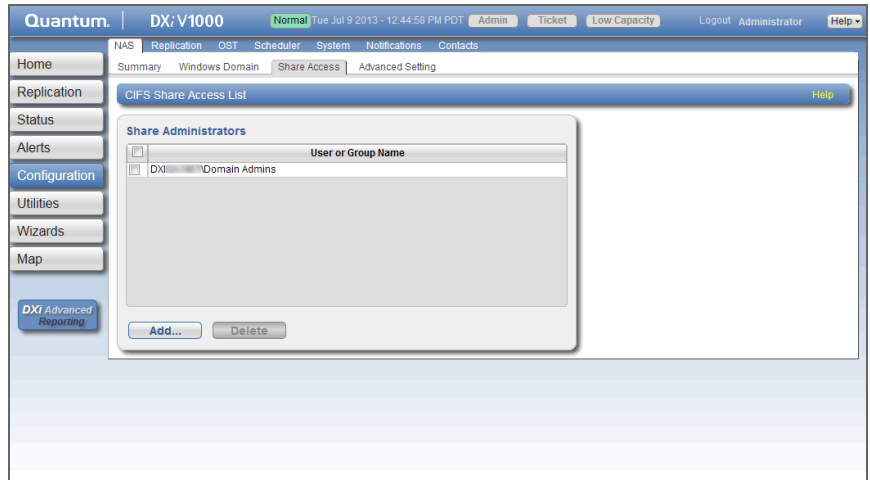 Quantum. DXi V1000 Normal Tue Jul 9 2013 - 12:44:58 PM PDT Admin Ticket Low Capacity Logout Administrator Help
NAS Replication OST Scheduler System Notifications Contacts
Summary Windows Domain Share Access Advanced Setting
Home
Replication
Status
Alerts
Configuration
Utilities
Wizards
Map
DXi Advanced
Reporting
CIFS Share Access List Help
Share Administrators
User or Group Name
\Domain Admins
Add... Delete